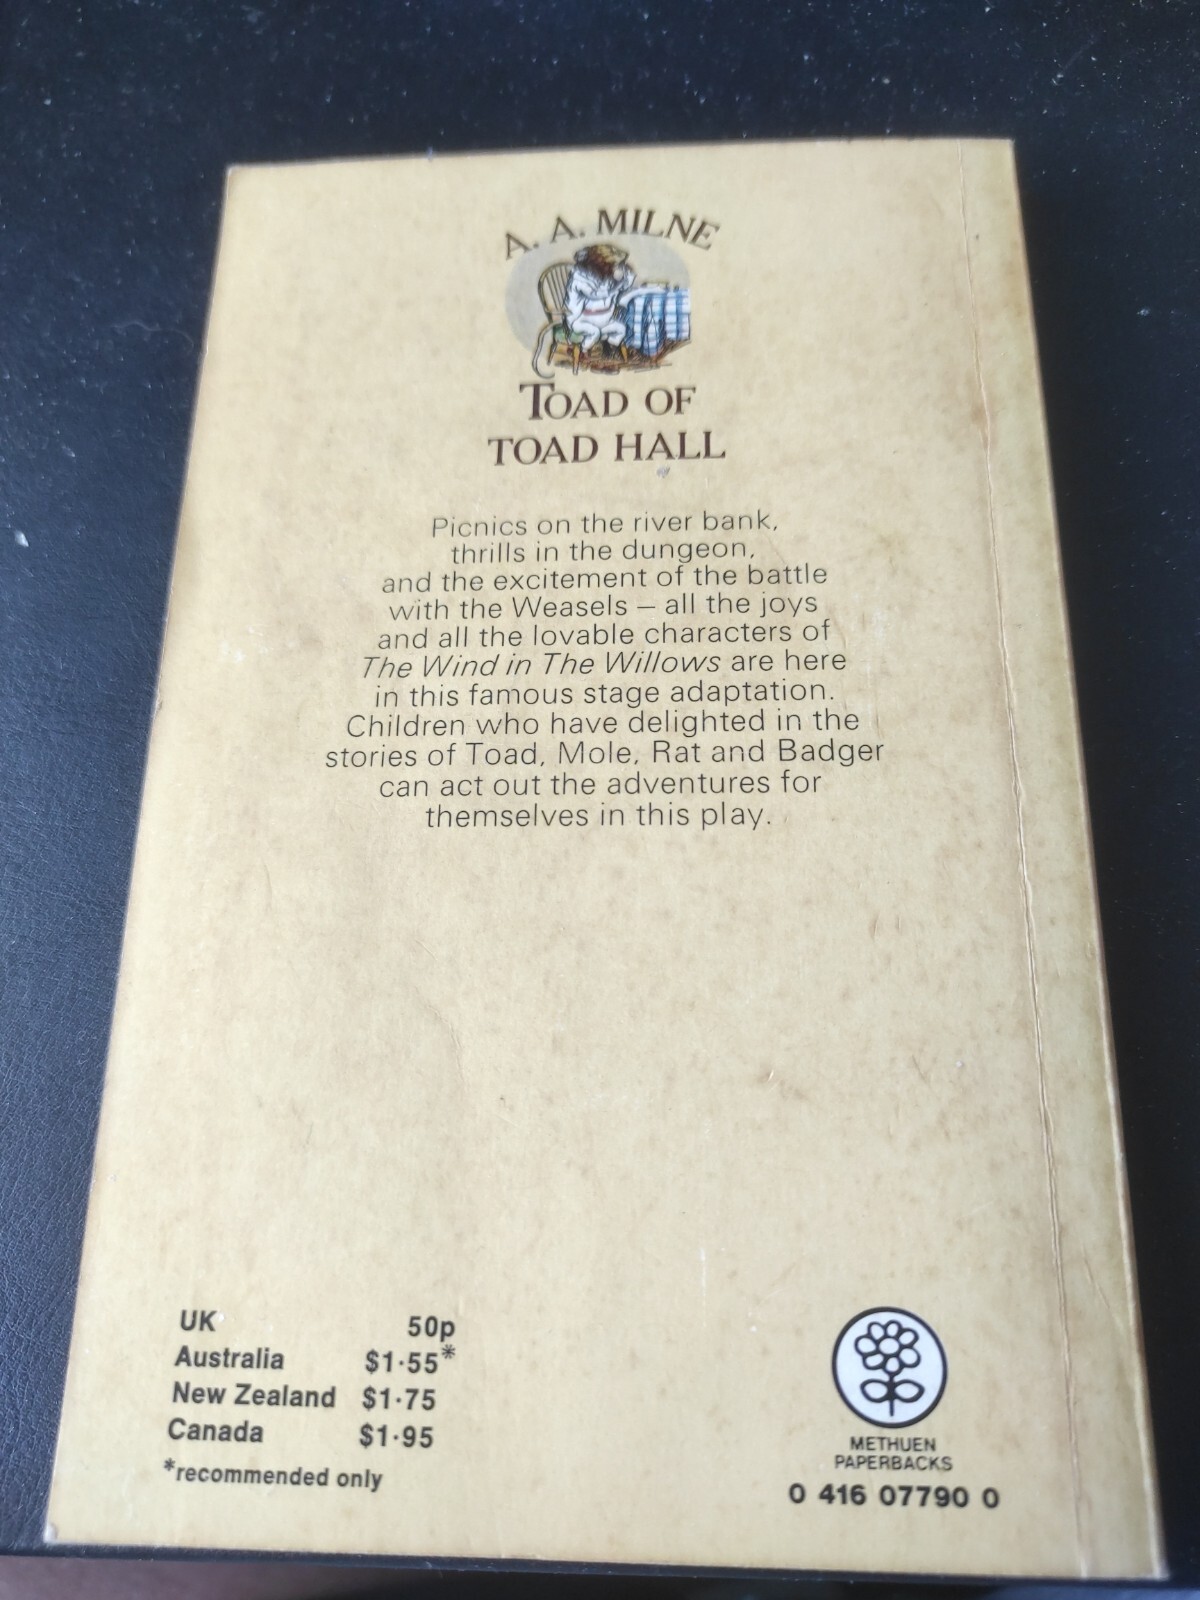 A. A. MILNE
TOAD OF
TOAD HALL
Picnics on the river bank,
thrills in the dungeon,
and the excitement of the battle
with the Weasels – all the joys
and all the lovable characters of
The Wind in The Willows are here
in this famous stage adaptation.
Children who have delighted in the
stories of Toad, Mole, Rat and Badger
can act out the adventures for
themselves in this play.
UK 50p
Australia $1·55*
New Zealand $1·75
Canada $1·95
*recommended only
METHUEN
PAPERBACKS
0 416 07790 0